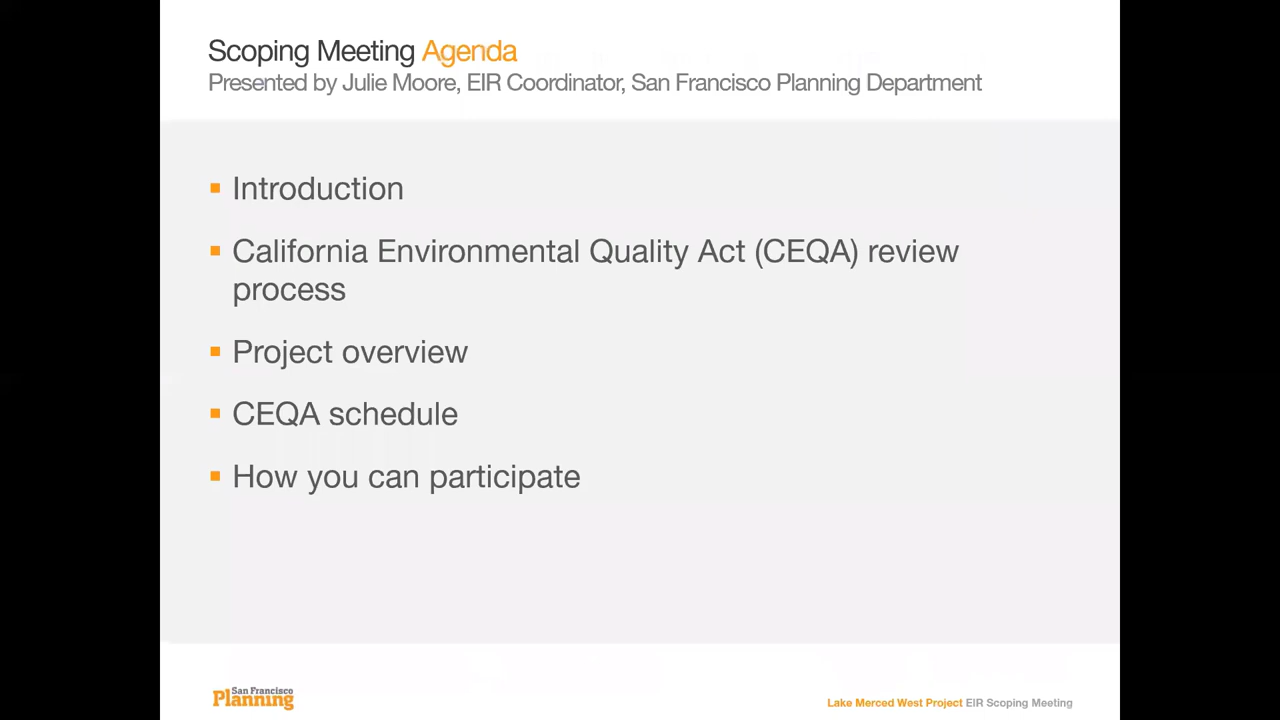 Scoping Meeting Agenda
Presented by Julie Moore, EIR Coordinator, San Francisco Planning Department
Introduction
California Environmental Quality Act (CEQA) review
process
Project overview
CEQA schedule
How you can participate
San Francisco
Planning
Lake Merced West Project EIR Scoping Meeting